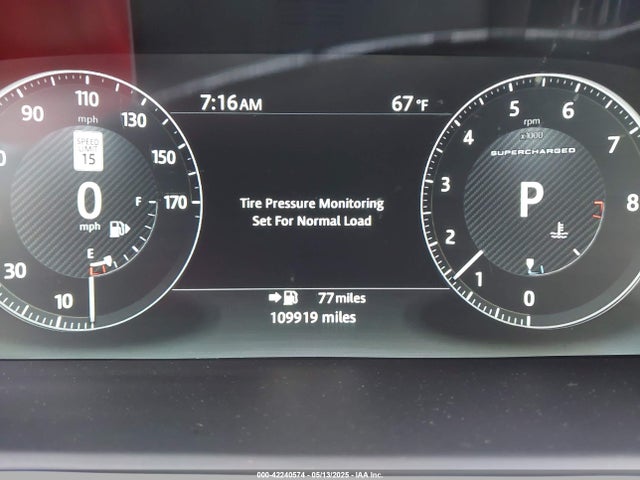 7:16 AM 67 °F
90 110 130 150 170
mph
SPEED LIMIT 15
0
mph
F
E
30
10
Tire Pressure Monitoring
Set For Normal Load
77 miles
109919 miles
5 6 7 8
4
3
2
1
0
rpm
x1000
SUPERCHARGED
P
000-42240574 - 05/13/2025 - IAA Inc.